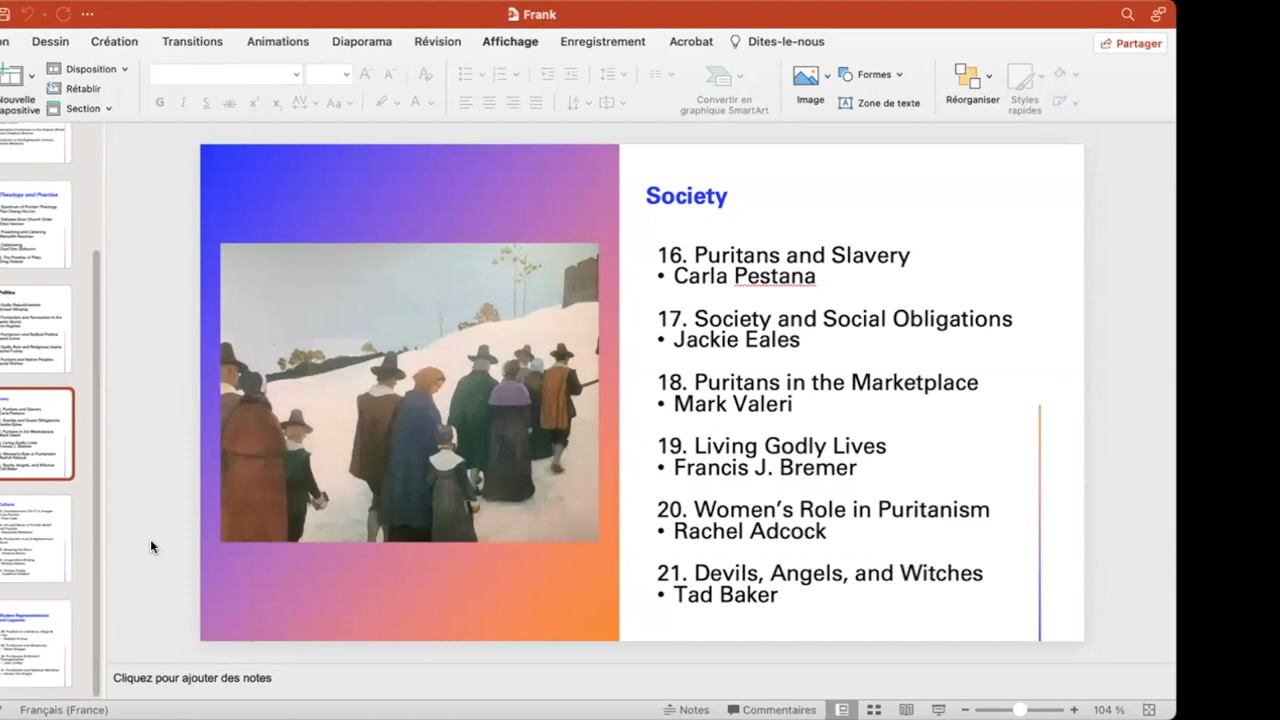 Frank
Dessin Création Transitions Animations Diaporama Révision Affichage Enregistrement Acrobat Dites-le-nous
Partager
Disposition
Rétablir
Section
Nouvelle
Convertir en
graphique SmartArt
Image
Formes
Zone de texte
Réorganiser
Styles
rapides
Society
16. Puritans and Slavery
• Carla Pestana
17. Society and Social Obligations
• Jackie Eales
18. Puritans in the Marketplace
• Mark Valeri
19. Living Godly Lives
• Francis J. Bremer
20. Women's Role in Puritanism
• Rachel Adcock
21. Devils, Angels, and Witches
• Tad Baker
Cliquez pour ajouter des notes
Français (France) Notes Commentaires 104 %